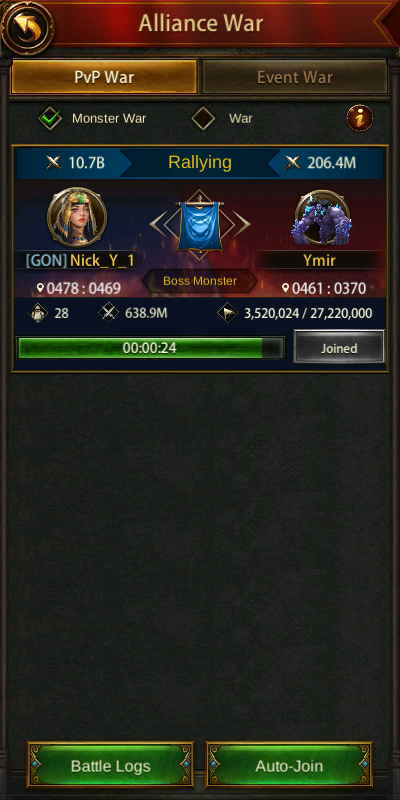 Alliance War
PvP War
Event War
Monster War
War
10.7B
Rallying
206.4M
[GON]Nick_Y_1
Ymir
Boss Monster
0478 : 0469
0461 : 0370
28
638.9M
3,520,024 / 27,220,000
00:00:24
Joined
Battle Logs
Auto-Join